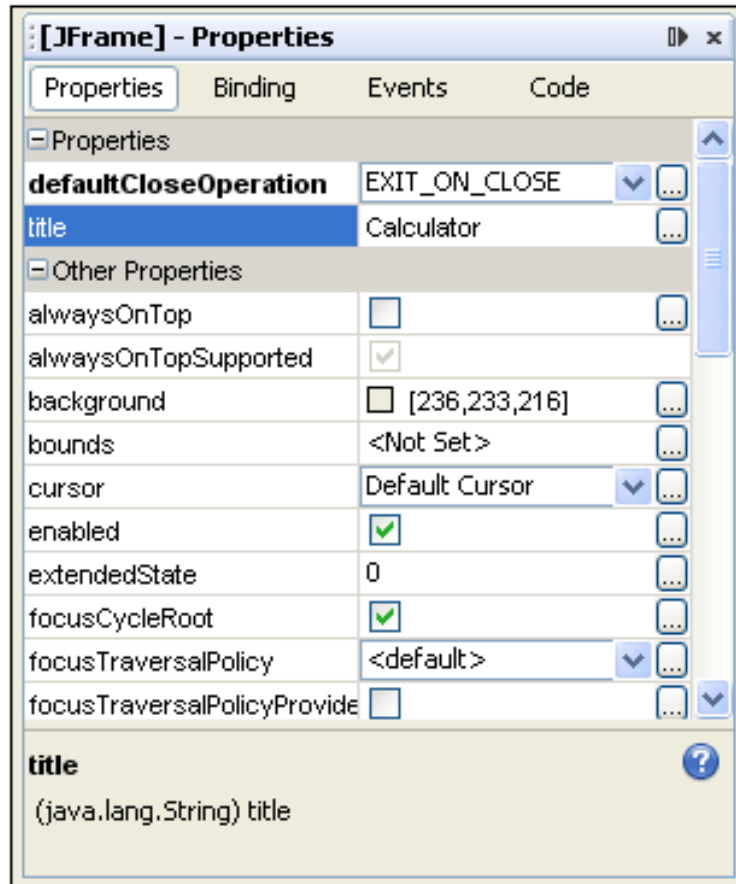 [JFrame] - Properties
Properties Binding Events Code
Properties
defaultCloseOperation EXIT_ON_CLOSE ...
title Calculator ...
Other Properties
alwaysOnTop ...
alwaysOnTopSupported
background [236,233,216] ...
bounds <Not Set> ...
cursor Default Cursor ...
enabled ...
extendedState 0 ...
focusCycleRoot ...
focusTraversalPolicy <default> ...
focusTraversalPolicyProvide ...
title
(java.lang.String) title